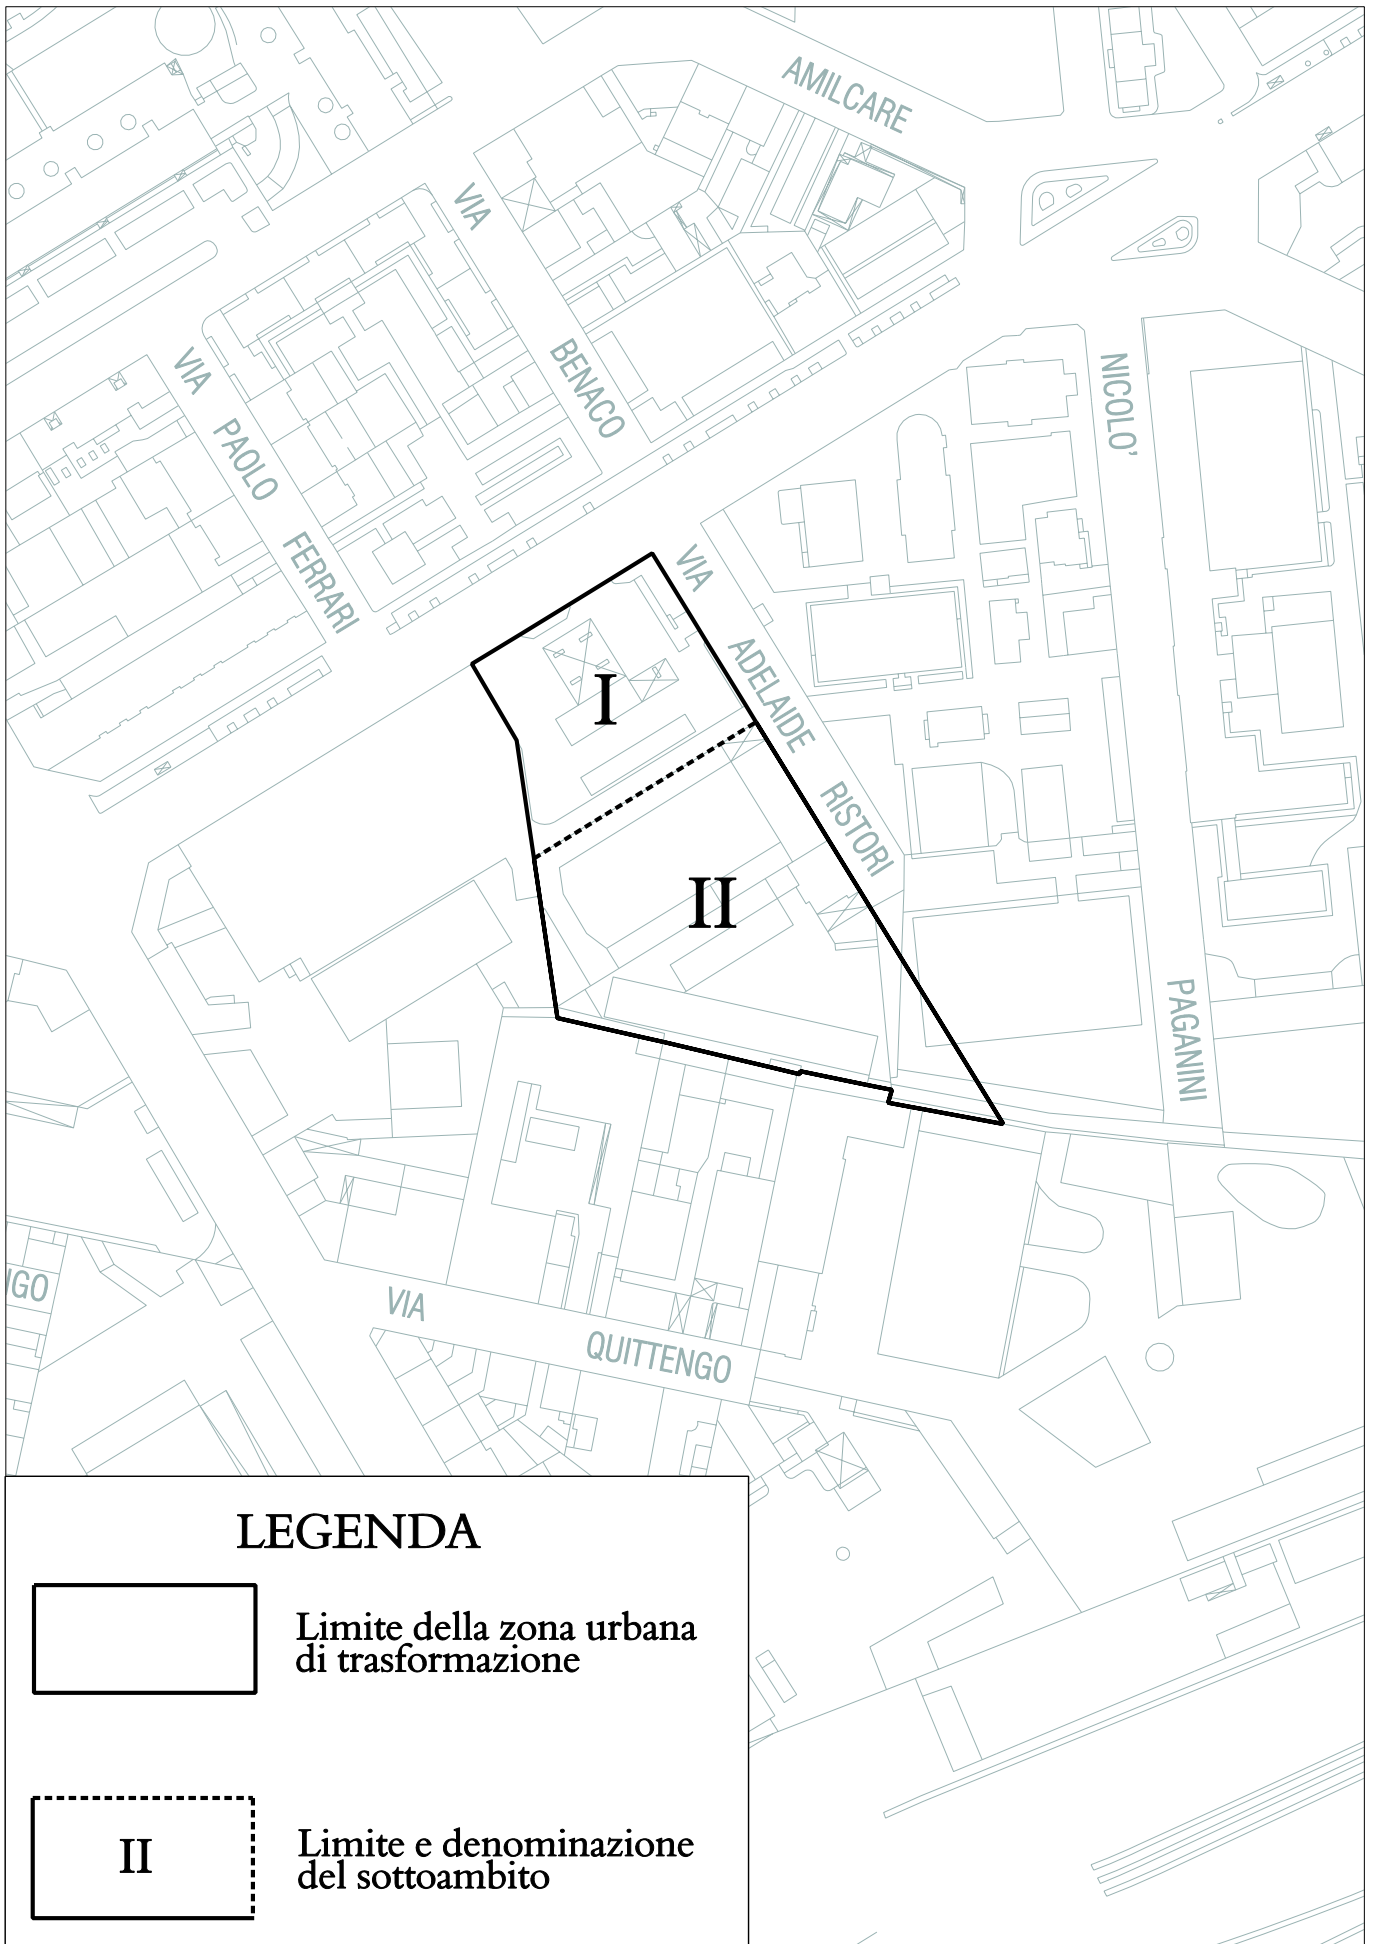 AMILCARE
VIA
BENACO
VIA
PAOLO
FERRARI
NICOLO'
PAGANINI
VIA
ADELAIDE
RISTORI
I
II
NGO
VIA
QUITTENGO
LEGENDA
Limite della zona urbana
di trasformazione
II
Limite e denominazione
del sottoambito